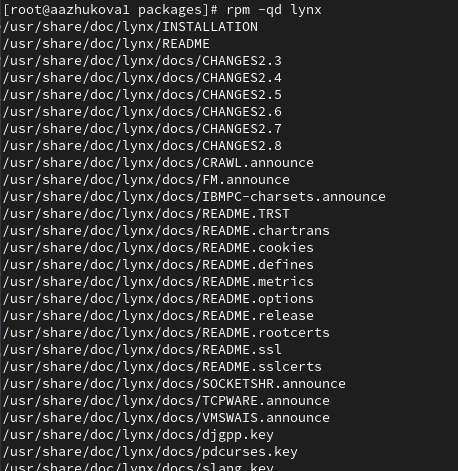 [root@aazhukova1 packages]# rpm -qd lynx
/usr/share/doc/lynx/INSTALLATION
/usr/share/doc/lynx/README
/usr/share/doc/lynx/docs/CHANGES2.3
/usr/share/doc/lynx/docs/CHANGES2.4
/usr/share/doc/lynx/docs/CHANGES2.5
/usr/share/doc/lynx/docs/CHANGES2.6
/usr/share/doc/lynx/docs/CHANGES2.7
/usr/share/doc/lynx/docs/CHANGES2.8
/usr/share/doc/lynx/docs/CRAWL.announce
/usr/share/doc/lynx/docs/FM.announce
/usr/share/doc/lynx/docs/IBMPC-charsets.announce
/usr/share/doc/lynx/docs/README.TRST
/usr/share/doc/lynx/docs/README.chartrans
/usr/share/doc/lynx/docs/README.cookies
/usr/share/doc/lynx/docs/README.defines
/usr/share/doc/lynx/docs/README.metrics
/usr/share/doc/lynx/docs/README.options
/usr/share/doc/lynx/docs/README.release
/usr/share/doc/lynx/docs/README.rootcerts
/usr/share/doc/lynx/docs/README.ssl
/usr/share/doc/lynx/docs/README.sslcerts
/usr/share/doc/lynx/docs/SOCKETSHR.announce
/usr/share/doc/lynx/docs/TCPWARE.announce
/usr/share/doc/lynx/docs/VMSWAIS.announce
/usr/share/doc/lynx/docs/djgpp.key
/usr/share/doc/lynx/docs/pdcurses.key
/usr/share/doc/lynx/docs/slang.key